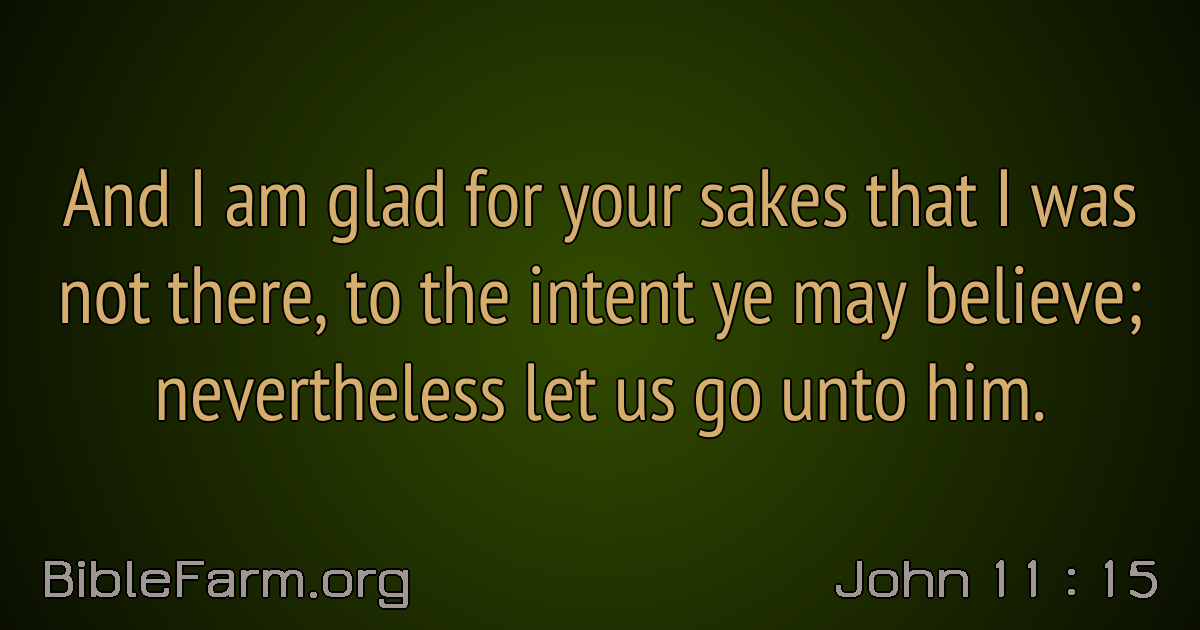 And I am glad for your sakes that I was
not there, to the intent ye may believe;
nevertheless let us go unto him.
BibleFarm.org
John 11 : 15